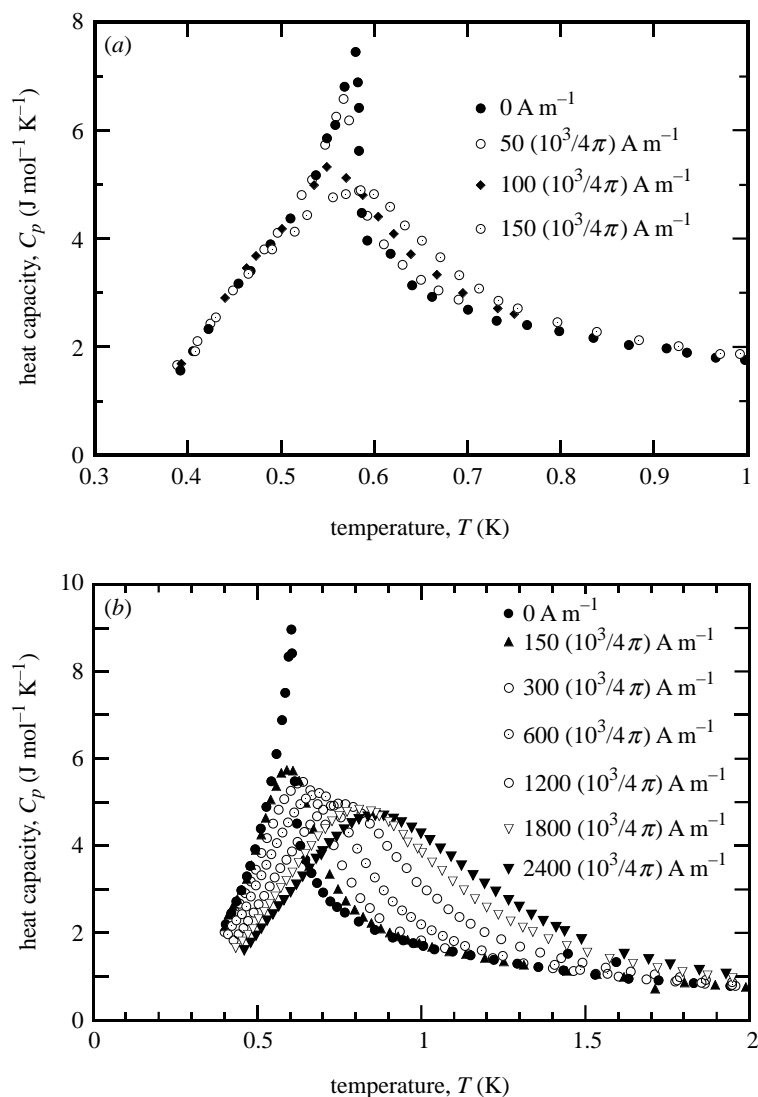 (a)
8
6
4
2
0
heat capacity, Cₚ (J mol⁻¹ K⁻¹)
0 A m⁻¹
50 (10³/4π) A m⁻¹
100 (10³/4π) A m⁻¹
150 (10³/4π) A m⁻¹
0.3 0.4 0.5 0.6 0.7 0.8 0.9 1
temperature, T (K)
(b)
10
8
6
4
2
0
heat capacity, Cₚ (J mol⁻¹ K⁻¹)
0 A m⁻¹
150 (10³/4π) A m⁻¹
300 (10³/4π) A m⁻¹
600 (10³/4π) A m⁻¹
1200 (10³/4π) A m⁻¹
1800 (10³/4π) A m⁻¹
2400 (10³/4π) A m⁻¹
0 0.5 1 1.5 2
temperature, T (K)